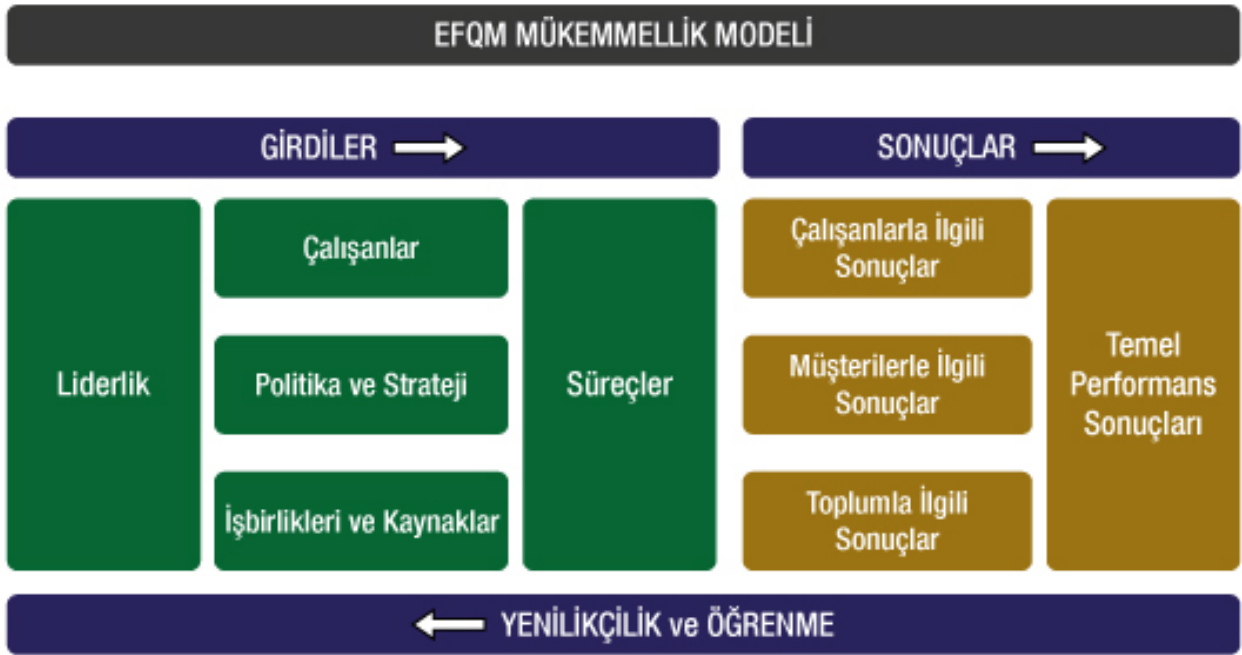 EFQM MÜKEMMELLİK MODELİ
GİRDİLER
SONUÇLAR
Liderlik
Çalışanlar
Politika ve Strateji
İşbirlikleri ve Kaynaklar
Süreçler
Çalışanlarla İlgili
Sonuçlar
Müşterilerle İlgili
Sonuçlar
Toplumla İlgili
Sonuçlar
Temel
Performans
Sonuçları
YENİLİKÇİLİK ve ÖĞRENME